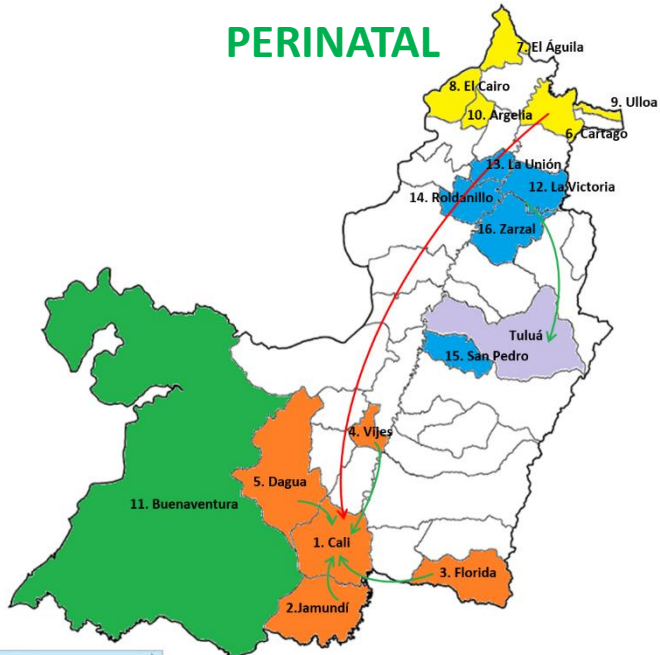 PERINATAL
7. El Águila
8. El Cairo
9. Ulloa
10. Argelia
6. Cartago
13. La Unión
12. La Victoria
14. Roldanillo
16. Zarzal
Tuluá
15. San Pedro
4. Vijes
5. Dagua
11. Buenaventura
1. Cali
3. Florida
2.Jamundí